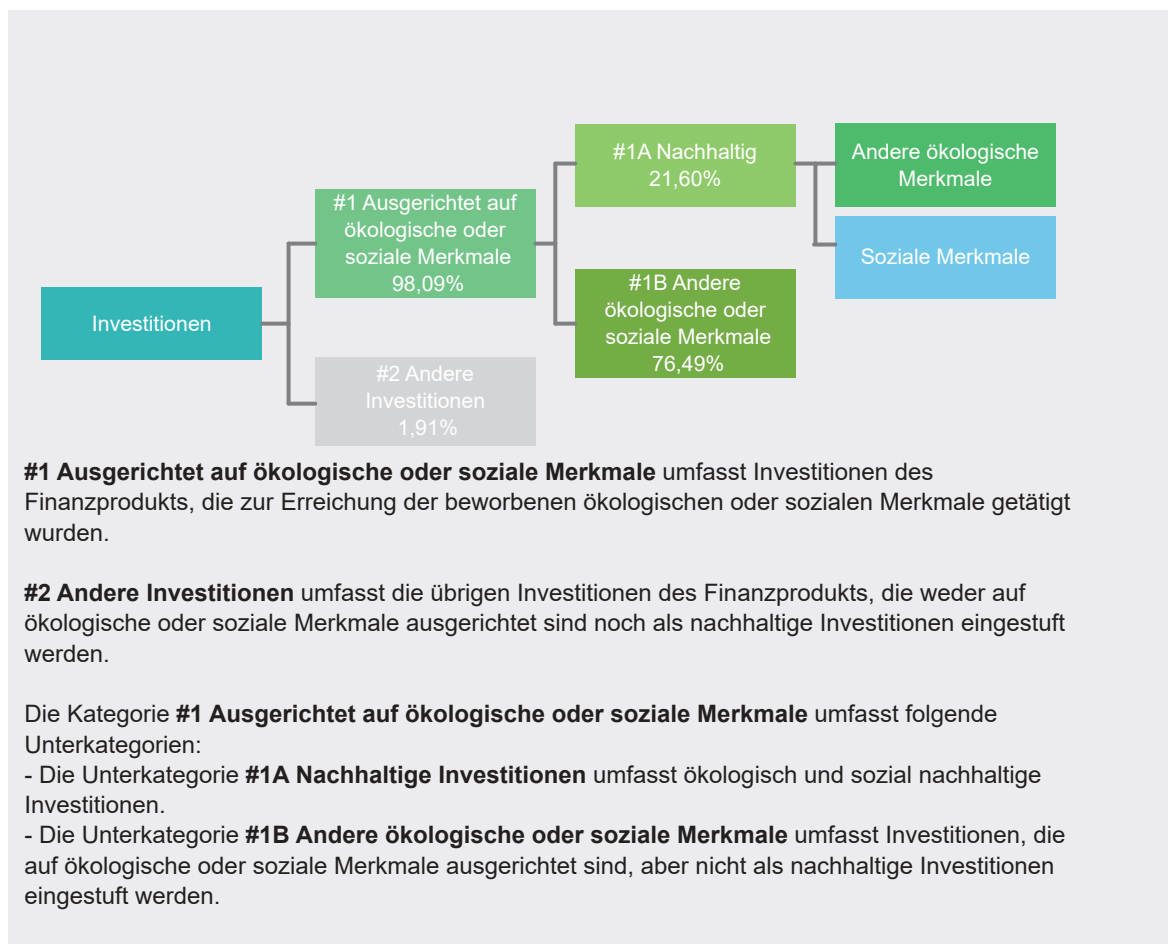 Investitionen
#1 Ausgerichtet auf
ökologische oder
soziale Merkmale
98,09%
#2 Andere
Investitionen
1,91%
#1A Nachhaltig
21,60%
#1B Andere
ökologische oder
soziale Merkmale
76,49%
Andere ökologische
Merkmale
Soziale Merkmale
#1 Ausgerichtet auf ökologische oder soziale Merkmale umfasst Investitionen des
Finanzprodukts, die zur Erreichung der beworbenen ökologischen oder sozialen Merkmale getätigt
wurden.
#2 Andere Investitionen umfasst die übrigen Investitionen des Finanzprodukts, die weder auf
ökologische oder soziale Merkmale ausgerichtet sind noch als nachhaltige Investitionen eingestuft
werden.
Die Kategorie #1 Ausgerichtet auf ökologische oder soziale Merkmale umfasst folgende
Unterkategorien:
- Die Unterkategorie #1A Nachhaltige Investitionen umfasst ökologisch und sozial nachhaltige
Investitionen.
- Die Unterkategorie #1B Andere ökologische oder soziale Merkmale umfasst Investitionen, die
auf ökologische oder soziale Merkmale ausgerichtet sind, aber nicht als nachhaltige Investitionen
eingestuft werden.